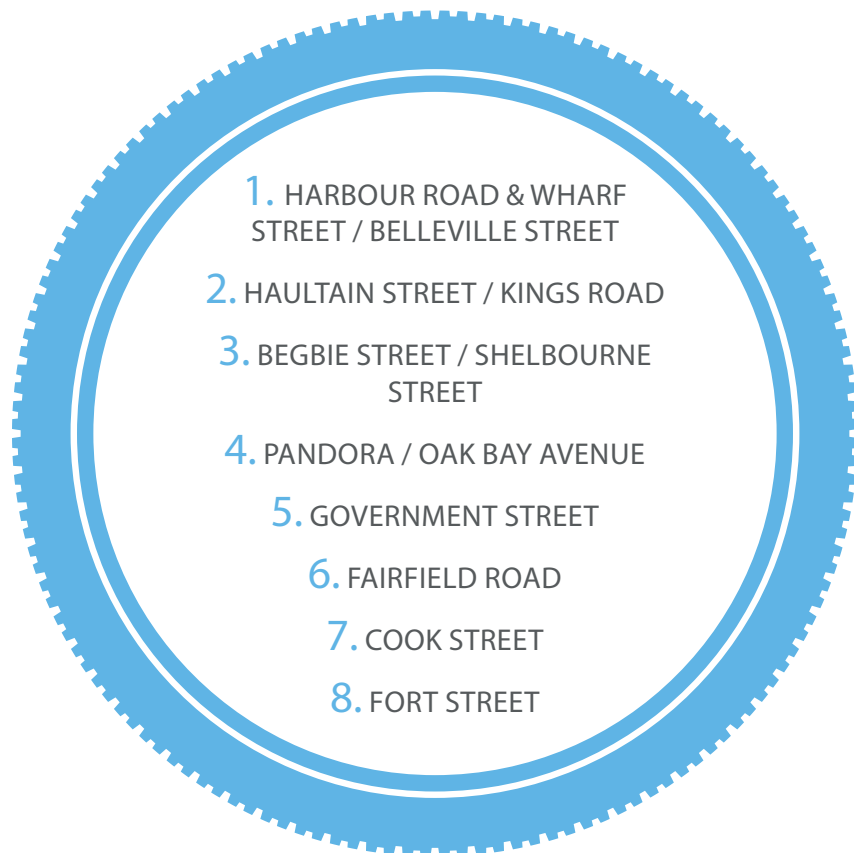 1. HARBOUR ROAD & WHARF
STREET / BELLEVILLE STREET
2. HAULTAIN STREET / KINGS ROAD
3. BEGBIE STREET / SHELBOURNE
STREET
4. PANDORA / OAK BAY AVENUE
5. GOVERNMENT STREET
6. FAIRFIELD ROAD
7. COOK STREET
8. FORT STREET